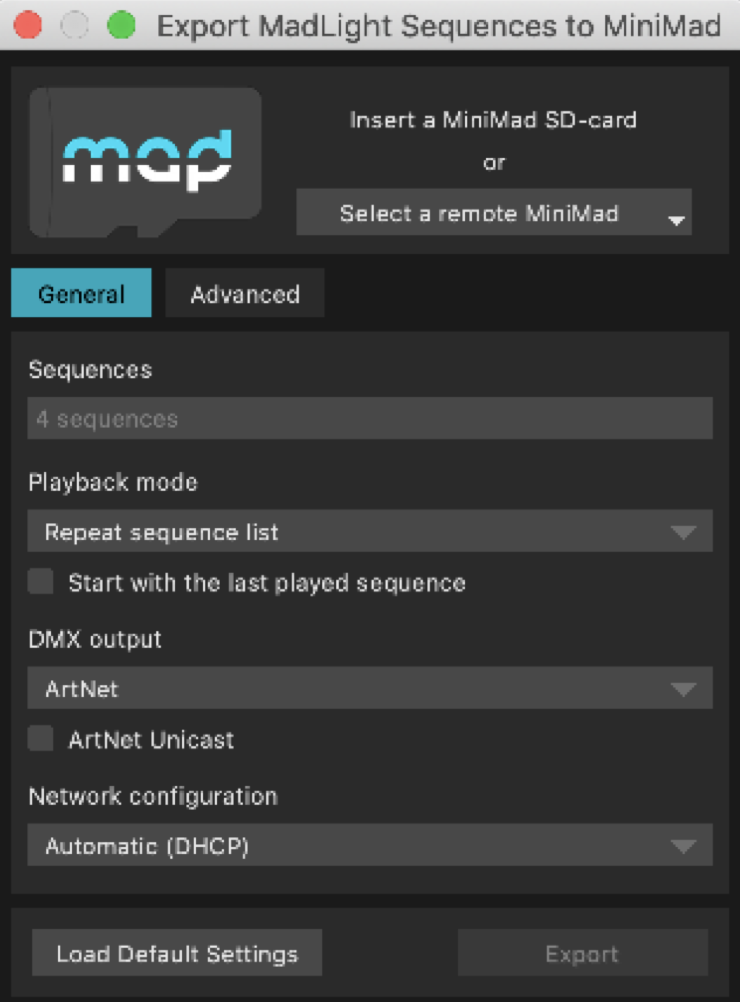 Export MadLight Sequences to MiniMad
mad
Insert a MiniMad SD-card
or
Select a remote MiniMad
General
Advanced
Sequences
4 sequences
Playback mode
Repeat sequence list
Start with the last played sequence
DMX output
ArtNet
ArtNet Unicast
Network configuration
Automatic (DHCP)
Load Default Settings
Export